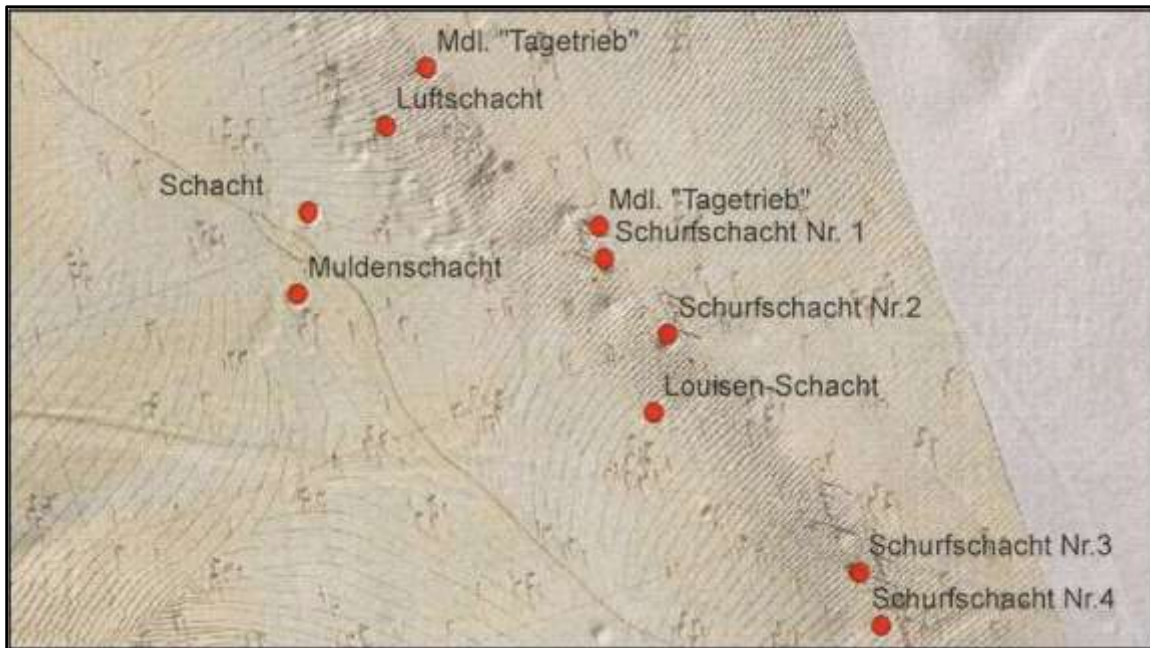 Mdl. "Tagetrieb"
Luftschacht
Schacht
Mdl. "Tagetrieb"
Schurfschacht Nr. 1
Muldenschacht
Schurfschacht Nr.2
Louisen-Schacht
Schurfschacht Nr.3
Schurfschacht Nr.4